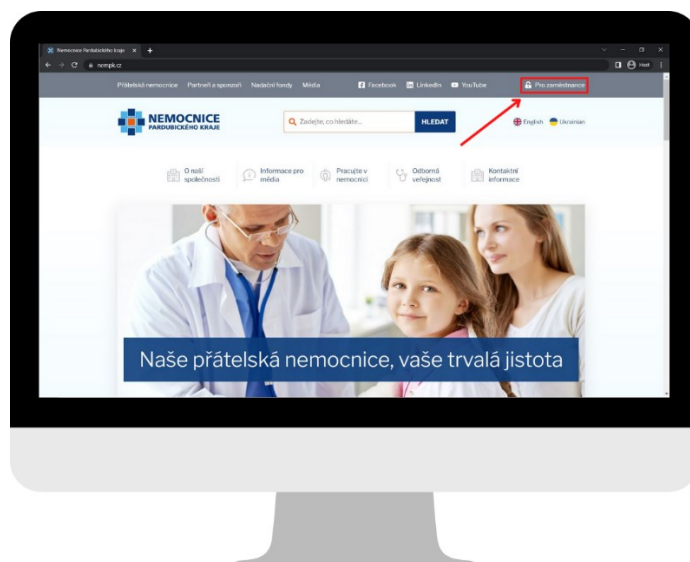 Nemocnice Pardubického kraje
nempk.cz
Host
Přátelská nemocnice Partneři a sponzoři Nadační fondy Média Facebook LinkedIn YouTube Pro zaměstnance
NEMOCNICE
PARDUBICKÉHO KRAJE
Zadejte, co hledáte...
HLEDAT
English Ukrainian
O naší
společnosti
Informace pro
média
Pracujte v
nemocnici
Odborná
veřejnost
Kontaktní
informace
Naše přátelská nemocnice, vaše trvalá jistota